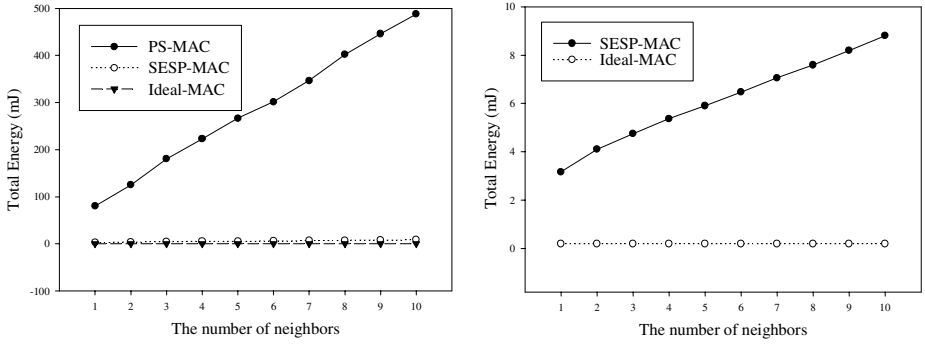 500
400
300
200
100
0
-100
Total Energy (mJ)
PS-MAC
SESP-MAC
Ideal-MAC
1 2 3 4 5 6 7 8 9 10
The number of neighbors
10
8
6
4
2
0
Total Energy (mJ)
SESP-MAC
Ideal-MAC
1 2 3 4 5 6 7 8 9 10
The number of neighbors